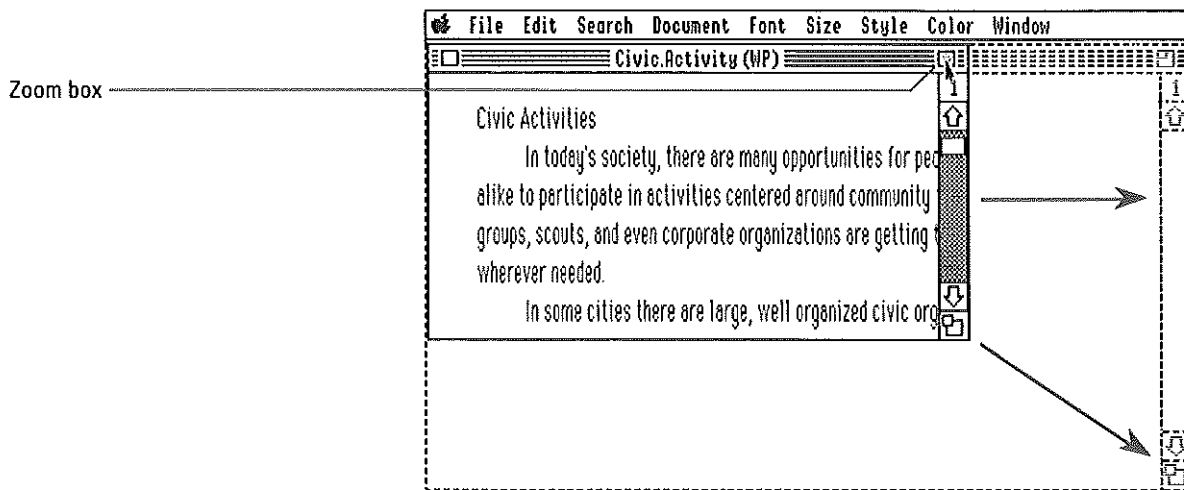 File Edit Search Document Font Size Style Color Window
Civic.Activity (WP)
Zoom box
Civic Activities
In today's society, there are many opportunities for peo
alike to participate in activities centered around community
groups, scouts, and even corporate organizations are getting
wherever needed.
In some cities there are large, well organized civic org